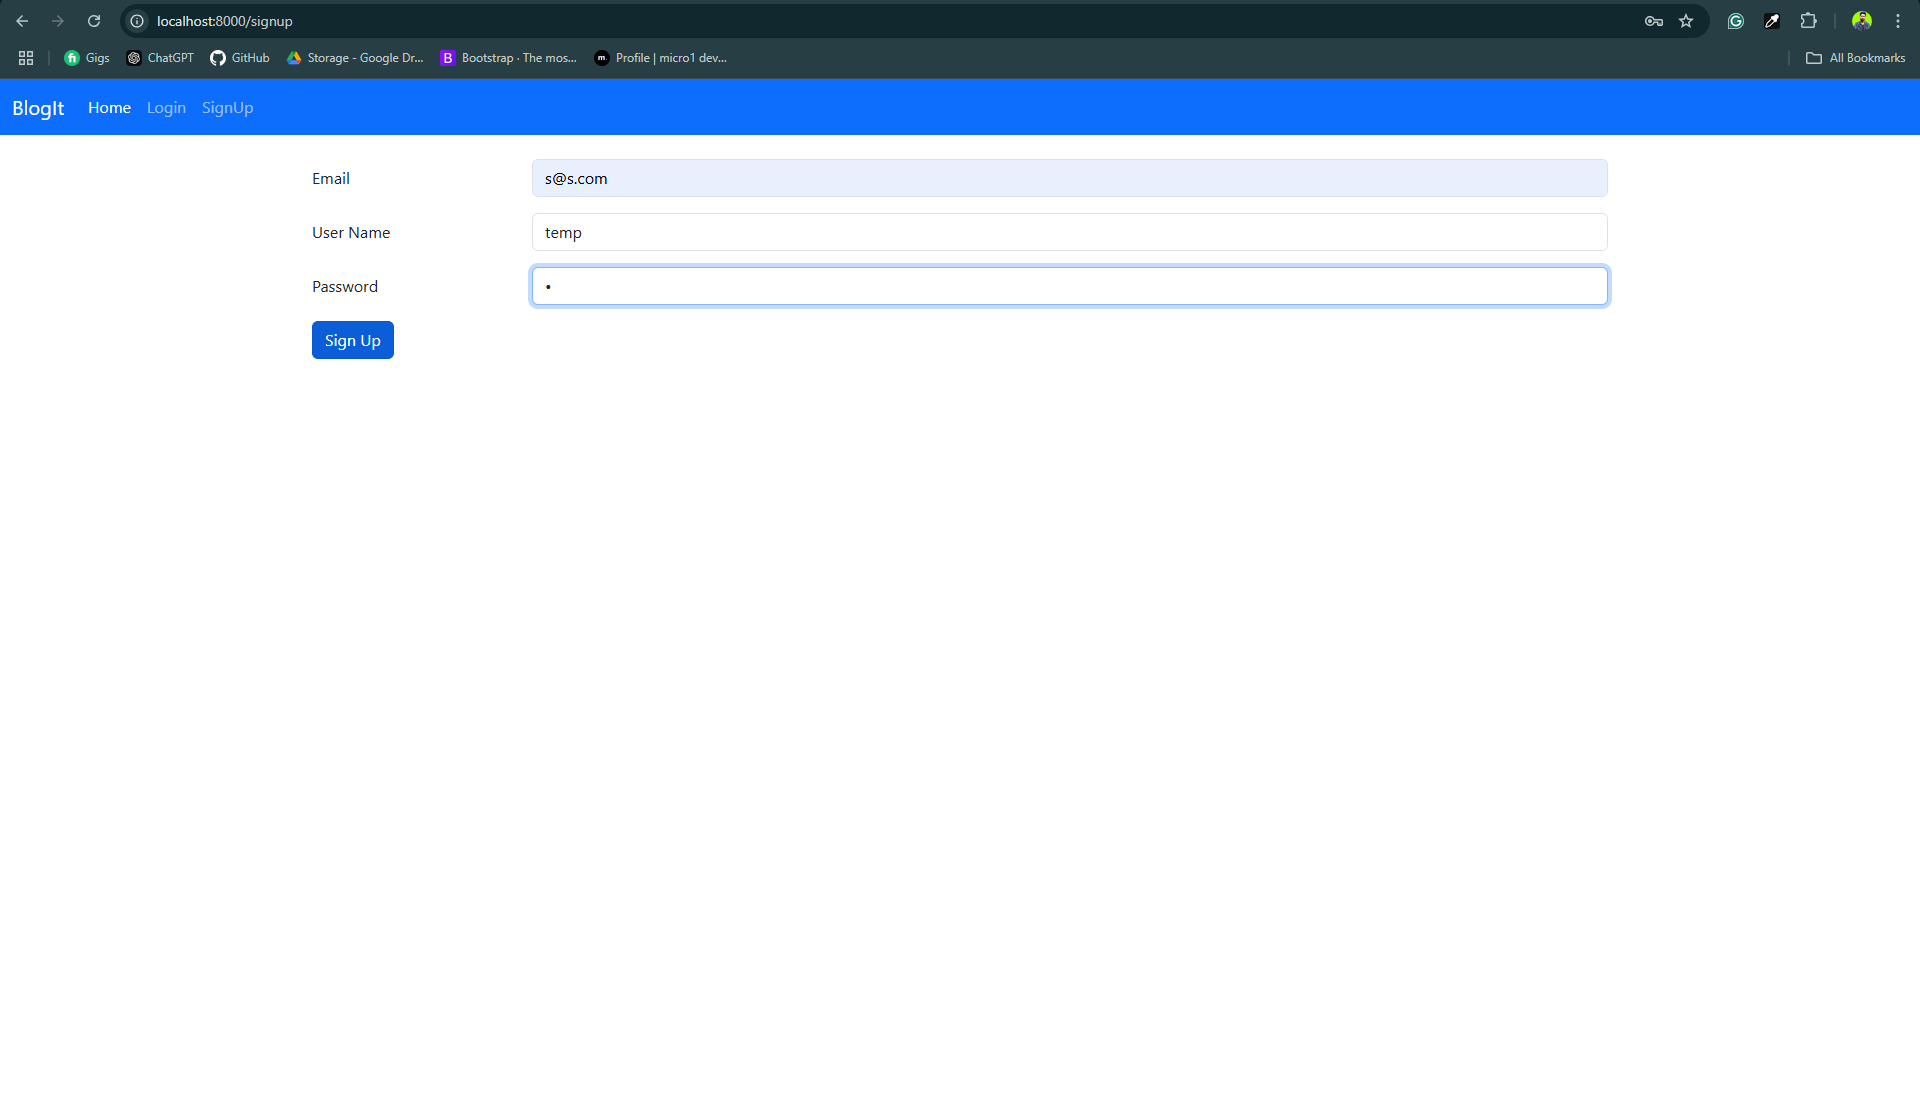 localhost:8000/signup
Gigs ChatGPT GitHub Storage - Google Dr... Bootstrap · The mos... Profile | micro1 dev... All Bookmarks
BlogIt Home Login SignUp
Email s@s.com
User Name temp
Password •
Sign Up